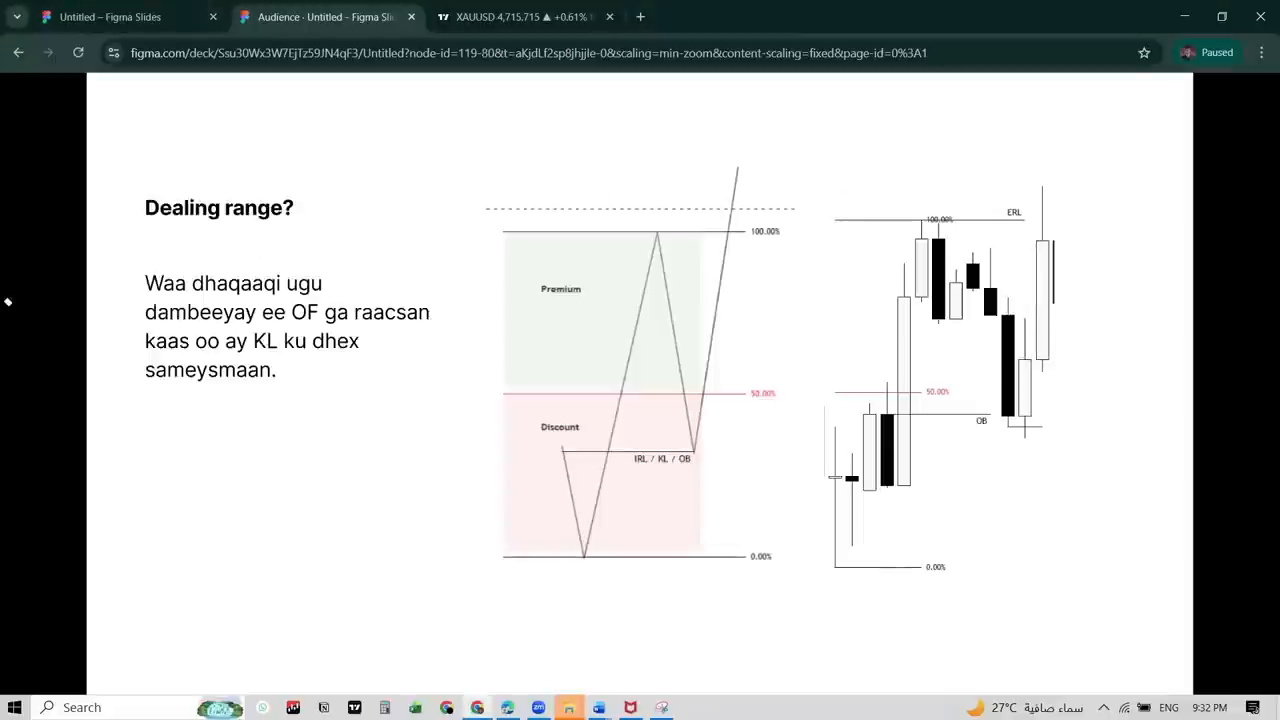 Untitled – Figma Slides
Audience · Untitled – Figma Sli
XAUUSD 4,715.715 ▲ +0.61%
figma.com/deck/Ssu30Wx3W7EjTz59JN4qF3/Untitled?node-id=119-80&t=aKjdLf2sp8jhjjIe-0&scaling=min-zoom&content-scaling=fixed&page-id=0%3A1
Paused
Dealing range?
Waa dhaqaaqi ugu
dambeeyay ee OF ga raacsan
kaas oo ay KL ku dhex
sameysmaan.
100.00%
Premium
50.00%
Discount
IRL / KL / OB
0.00%
ERL
100.00%
50.00%
OB
0.00%
Search
27°C سماء صافية
ENG
9:32 PM